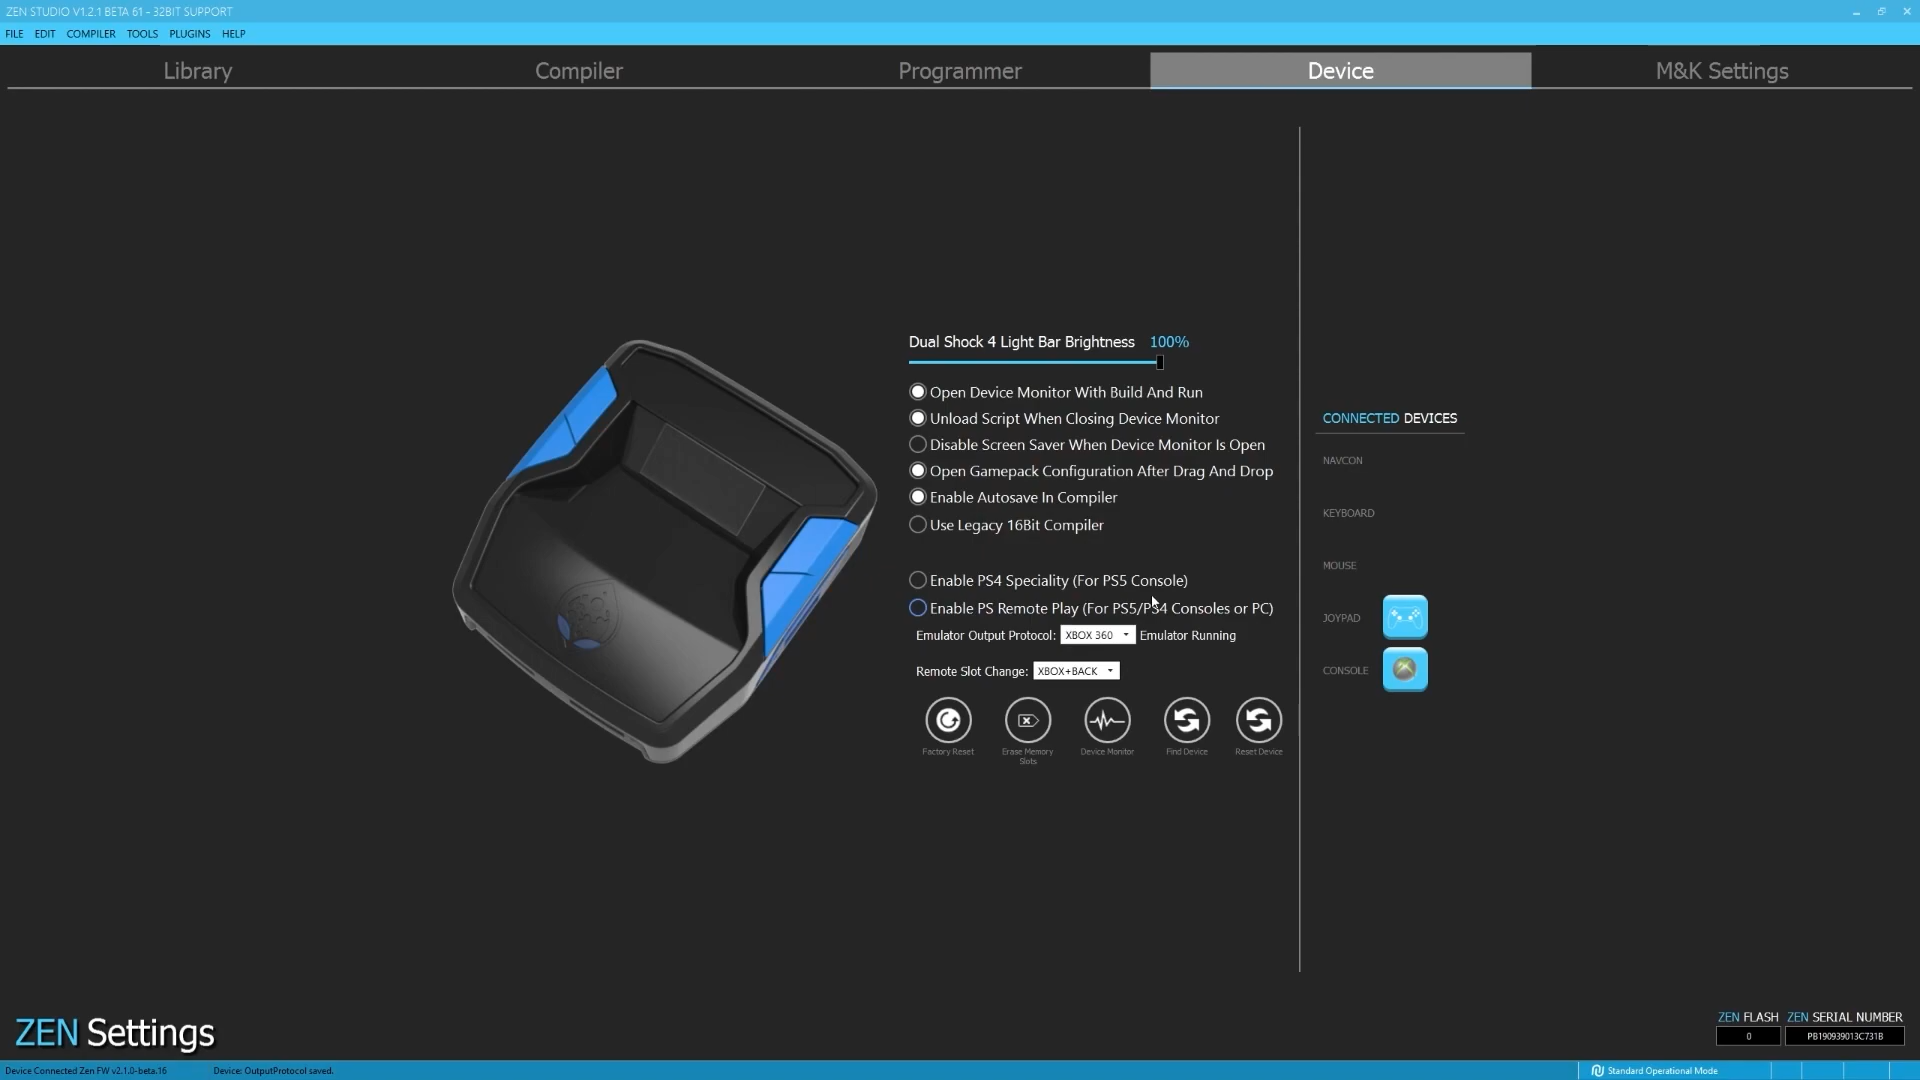 ZEN STUDIO V1.2.1 BETA 61 - 32BIT SUPPORT
FILE EDIT COMPILER TOOLS PLUGINS HELP
Library Compiler Programmer Device M&K Settings
Dual Shock 4 Light Bar Brightness 100%
Open Device Monitor With Build And Run
Unload Script When Closing Device Monitor
Disable Screen Saver When Device Monitor Is Open
Open Gamepack Configuration After Drag And Drop
Enable Autosave In Compiler
Use Legacy 16Bit Compiler
Enable PS4 Speciality (For PS5 Console)
Enable PS Remote Play (For PS5/PS4 Consoles or PC)
Emulator Output Protocol: XBOX 360 Emulator Running
Remote Slot Change: XBOX+BACK
Factory Reset Erase Memory Slots Device Monitor Find Device Reset Device
CONNECTED DEVICES
NAVCON
KEYBOARD
MOUSE
JOYPAD
CONSOLE
ZEN Settings
ZEN FLASH ZEN SERIAL NUMBER
0 PB190939013C731B
Device Connected Zen FW v2.1.0-beta.16 Device: OutputProtocol saved. Standard Operational Mode